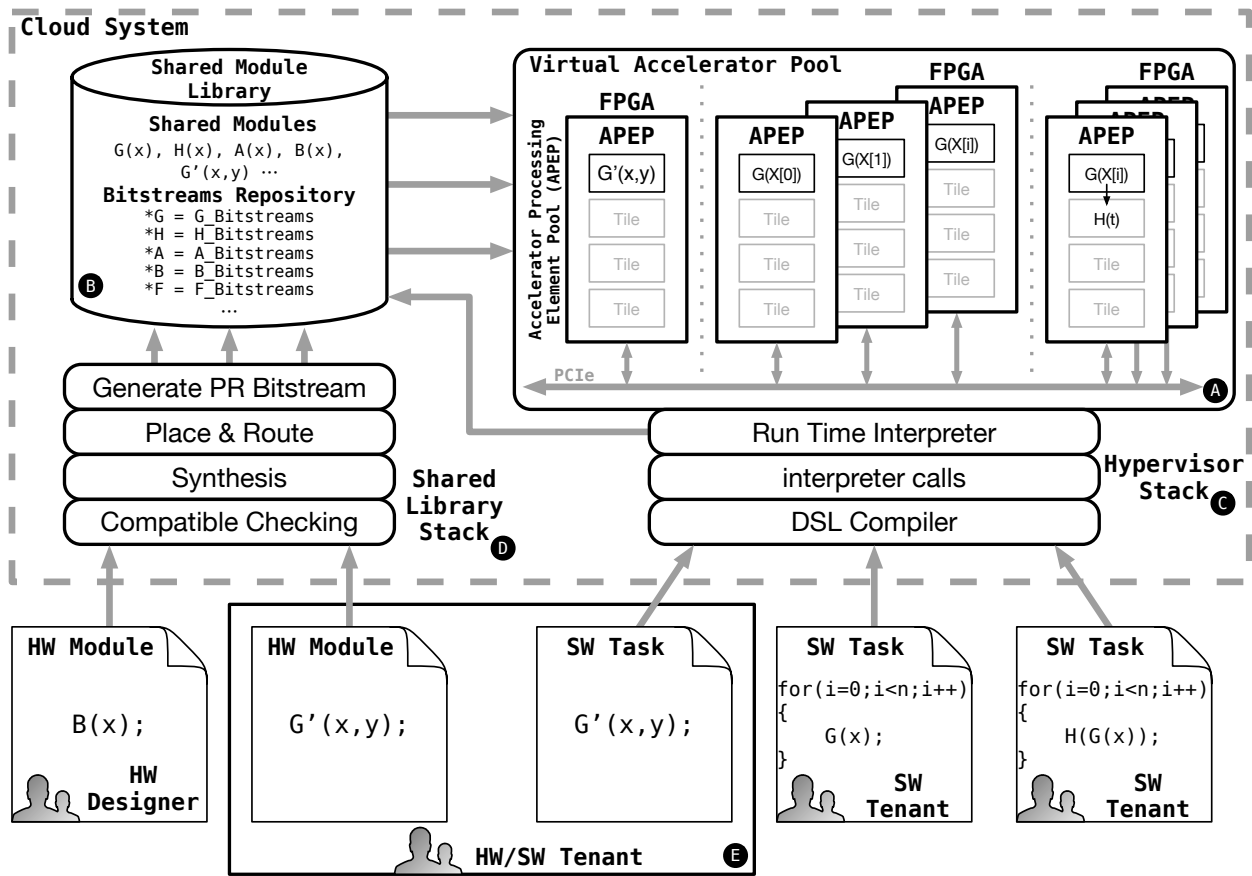 Cloud System
Shared Module
Library
Shared Modules
G(x), H(x), A(x), B(x),
G’(x,y) ⋯
Bitstreams Repository
*G = G_Bitstreams
*H = H_Bitstreams
*A = A_Bitstreams
*B = B_Bitstreams
*F = F_Bitstreams
…
B
Virtual Accelerator Pool
Accelerator Processing
Element Pool (APEP)
FPGA
APEP
G’(x,y)
Tile
Tile
Tile
FPGA
APEP
G(X[0])
Tile
Tile
Tile
APEP
G(X[1])
Tile
Tile
Tile
APEP
G(X[i])
Tile
Tile
Tile
FPGA
APEP
APEP
APEP
G(X[i])
H(t)
Tile
Tile
PCIe
A
Generate PR Bitstream
Place & Route
Synthesis
Compatible Checking
Shared
Library
Stack
D
Run Time Interpreter
interpreter calls
DSL Compiler
Hypervisor
Stack
C
HW Module
B(x);
HW
Designer
HW Module
G’(x,y);
SW Task
G’(x,y);
HW/SW Tenant
E
SW Task
for(i=0;i<n;i++)
{
G(x);
}
SW
Tenant
SW Task
for(i=0;i<n;i++)
{
H(G(x));
}
SW
Tenant